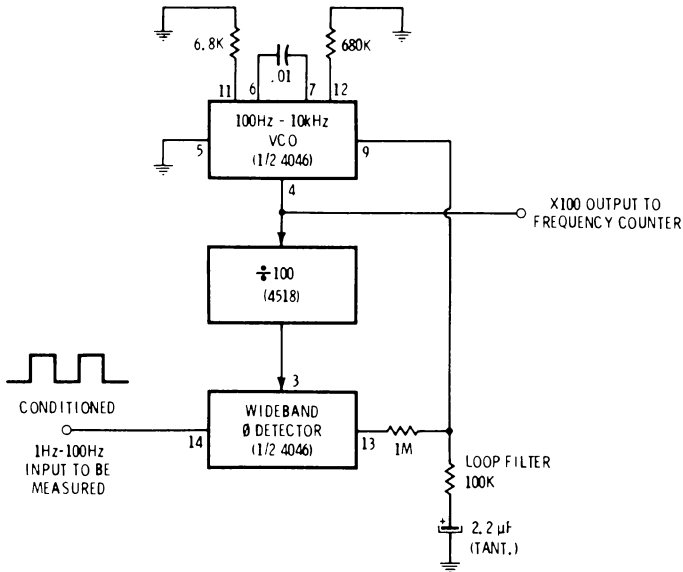 6.8K
.01
680K
11
6
7
12
100Hz - 10kHz
VCO
(1/2 4046)
5
9
4
X100 OUTPUT TO
FREQUENCY COUNTER
÷100
(4518)
3
CONDITIONED
1Hz-100Hz
INPUT TO BE
MEASURED
14
WIDEBAND
Ø DETECTOR
(1/2 4046)
13
1M
LOOP FILTER
100K
+
2.2 µF
(TANT.)